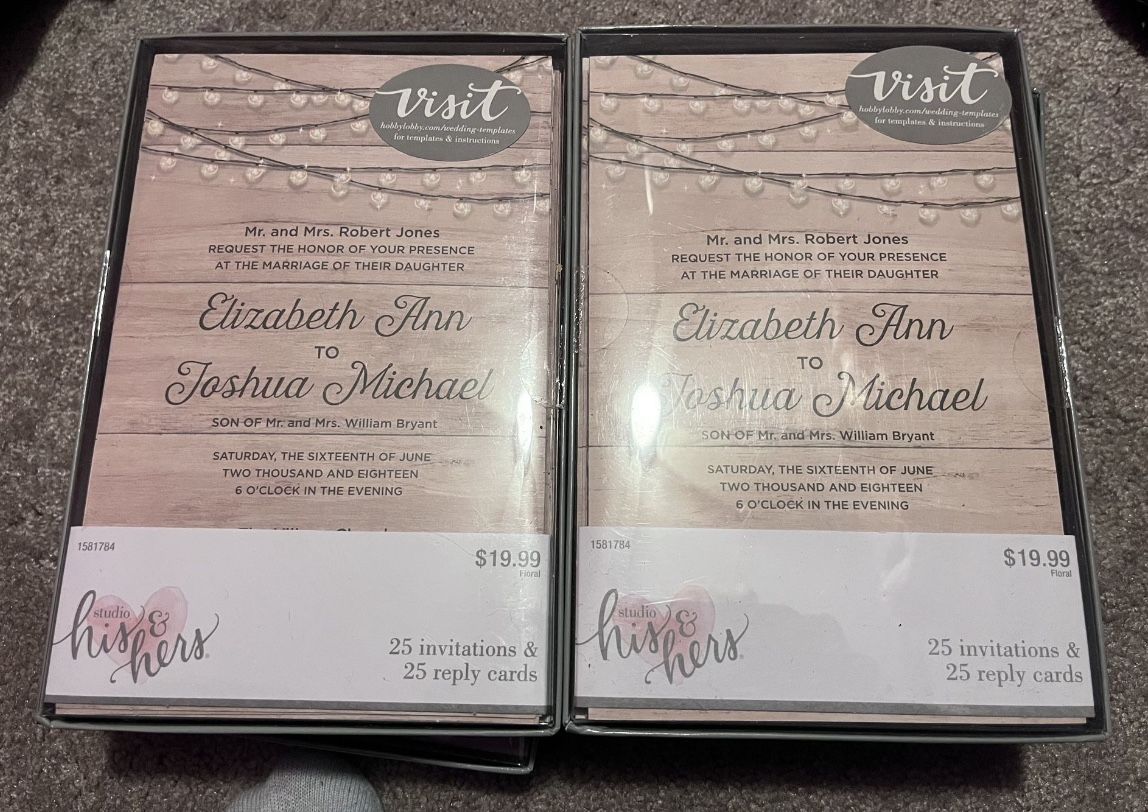 visit
hobbylobby.com/wedding-templates
for templates & instructions
Mr. and Mrs. Robert Jones
REQUEST THE HONOR OF YOUR PRESENCE
AT THE MARRIAGE OF THEIR DAUGHTER
Elizabeth Ann
TO
Joshua Michael
SON OF Mr. and Mrs. William Bryant
SATURDAY, THE SIXTEENTH OF JUNE
TWO THOUSAND AND EIGHTEEN
6 O'CLOCK IN THE EVENING
1581784
$19.99
Floral
studio
his &
hers
25 invitations &
25 reply cards
visit
hobbylobby.com/wedding-templates
for templates & instructions
Mr. and Mrs. Robert Jones
REQUEST THE HONOR OF YOUR PRESENCE
AT THE MARRIAGE OF THEIR DAUGHTER
Elizabeth Ann
TO
Joshua Michael
SON OF Mr. and Mrs. William Bryant
SATURDAY, THE SIXTEENTH OF JUNE
TWO THOUSAND AND EIGHTEEN
6 O'CLOCK IN THE EVENING
1581784
$19.99
Floral
studio
his &
hers
25 invitations &
25 reply cards